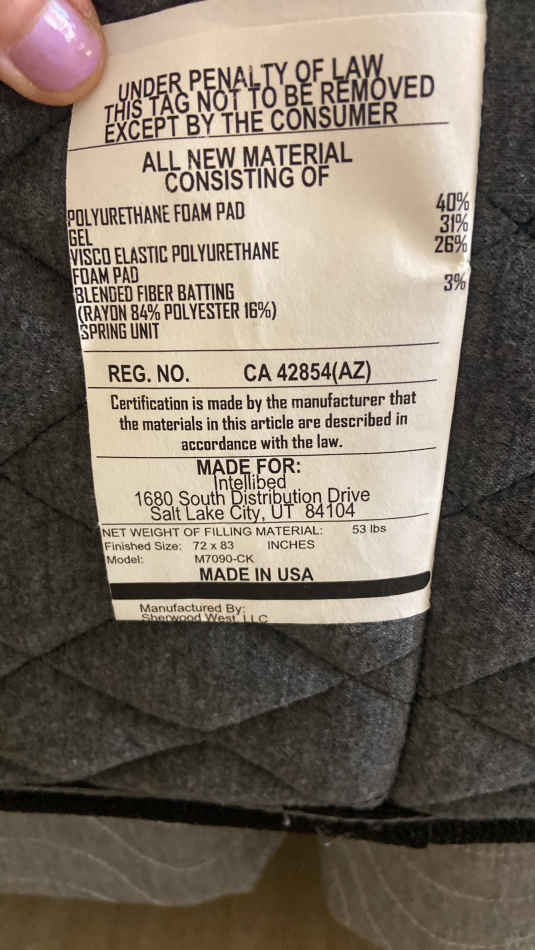 UNDER PENALTY OF LAW
THIS TAG NOT TO BE REMOVED
EXCEPT BY THE CONSUMER
ALL NEW MATERIAL
CONSISTING OF
POLYURETHANE FOAM PAD 40%
GEL 31%
VISCO ELASTIC POLYURETHANE 26%
FOAM PAD
BLENDED FIBER BATTING 3%
(RAYON 84% POLYESTER 16%)
SPRING UNIT
REG. NO. CA 42854(AZ)
Certification is made by the manufacturer that
the materials in this article are described in
accordance with the law.
MADE FOR:
Intellibed
1680 South Distribution Drive
Salt Lake City, UT 84104
NET WEIGHT OF FILLING MATERIAL: 53 lbs
Finished Size: 72 x 83 INCHES
Model: M7090-CK
MADE IN USA
Manufactured By:
Sherwood West, LLC